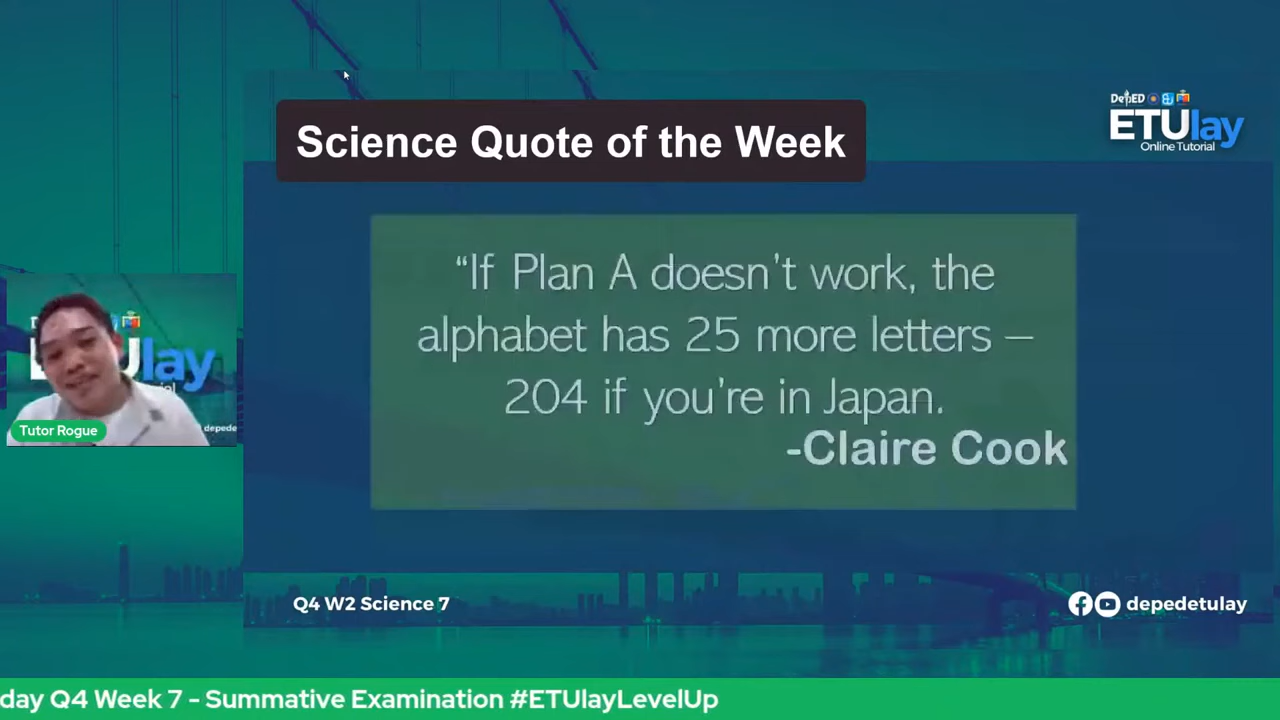 Science Quote of the Week
DepED
ETUlay
Online Tutorial
“If Plan A doesn’t work, the
alphabet has 25 more letters –
204 if you’re in Japan.
-Claire Cook
lay
Tutor Rogue
depede
Q4 W2 Science 7
depedetulay
day Q4 Week 7 - Summative Examination #ETUlayLevelUp